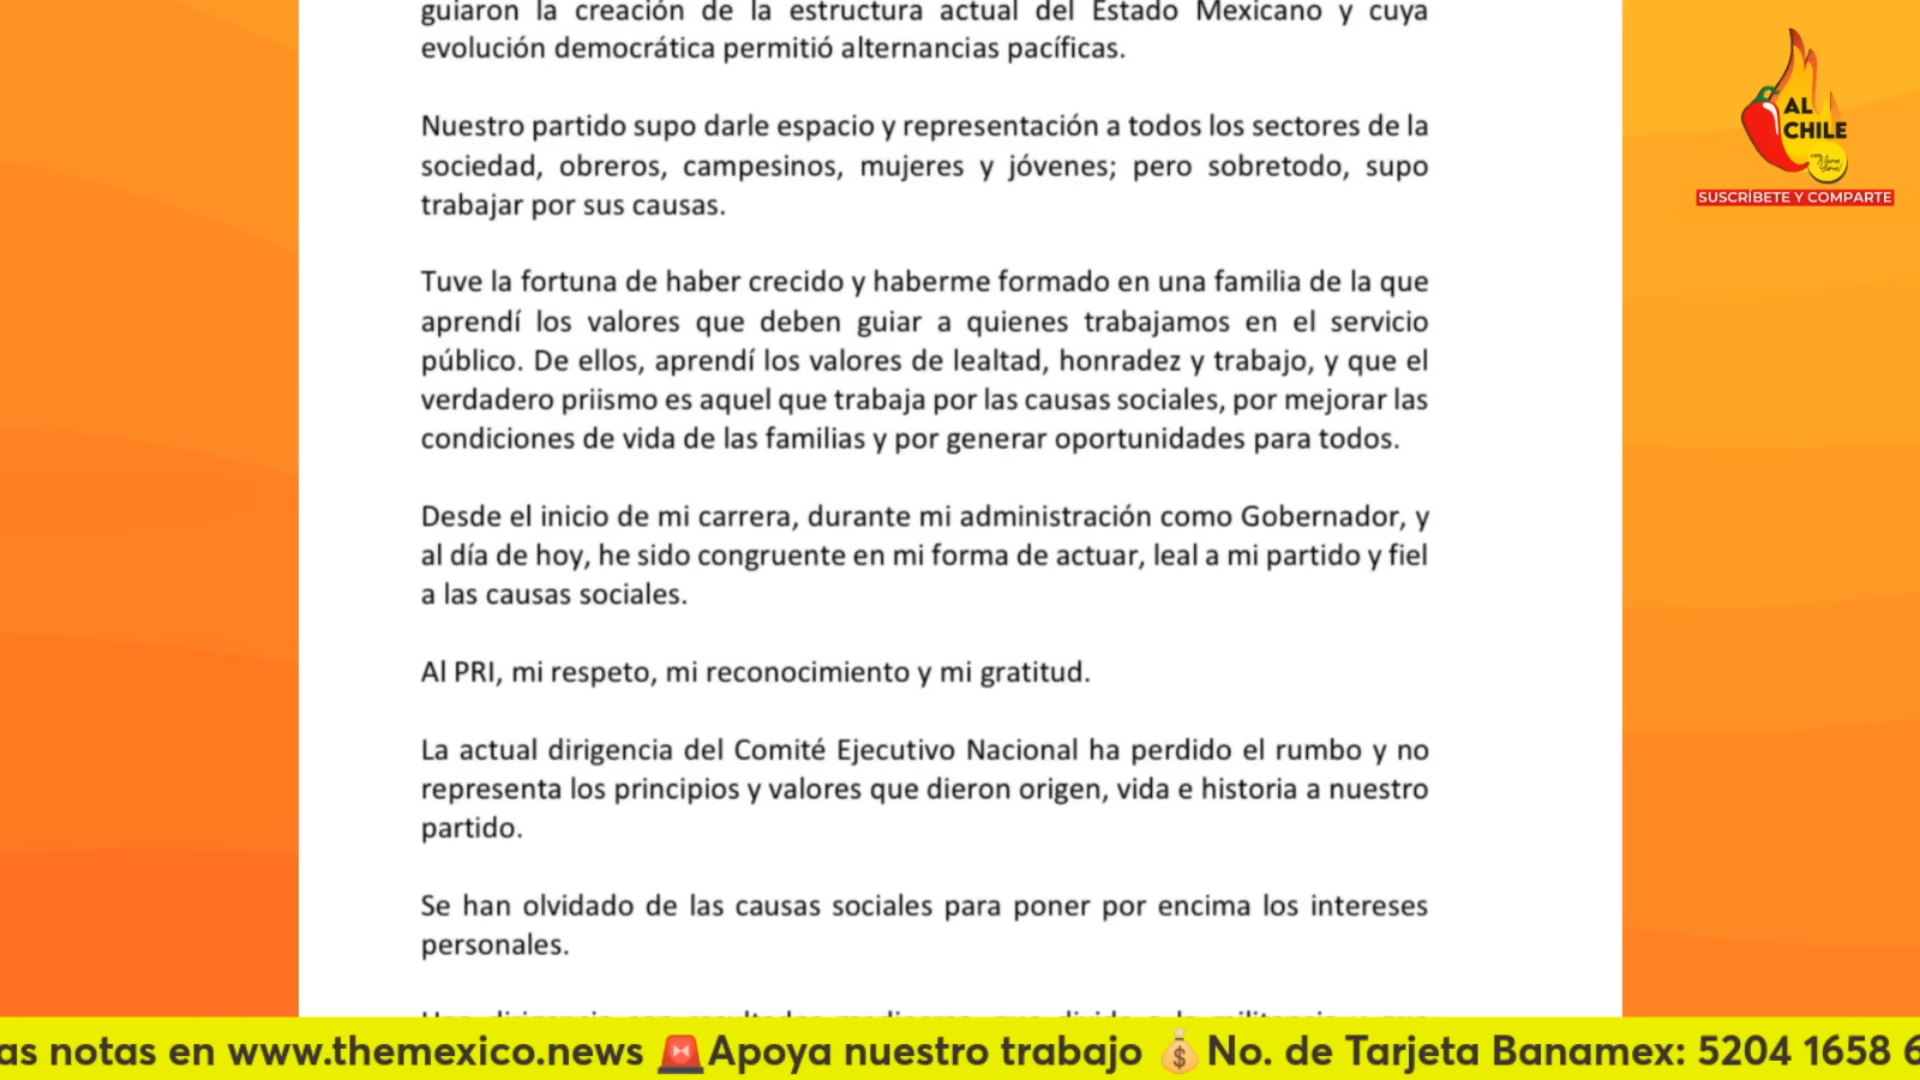 guiaron la creación de la estructura actual del Estado Mexicano y cuya
evolución democrática permitió alternancias pacíficas.
Nuestro partido supo darle espacio y representación a todos los sectores de la
sociedad, obreros, campesinos, mujeres y jóvenes; pero sobretodo, supo
trabajar por sus causas.
Tuve la fortuna de haber crecido y haberme formado en una familia de la que
aprendí los valores que deben guiar a quienes trabajamos en el servicio
público. De ellos, aprendí los valores de lealtad, honradez y trabajo, y que el
verdadero priismo es aquel que trabaja por las causas sociales, por mejorar las
condiciones de vida de las familias y por generar oportunidades para todos.
Desde el inicio de mi carrera, durante mi administración como Gobernador, y
al día de hoy, he sido congruente en mi forma de actuar, leal a mi partido y fiel
a las causas sociales.
Al PRI, mi respeto, mi reconocimiento y mi gratitud.
La actual dirigencia del Comité Ejecutivo Nacional ha perdido el rumbo y no
representa los principios y valores que dieron origen, vida e historia a nuestro
partido.
Se han olvidado de las causas sociales para poner por encima los intereses
personales.
AL
CHILE
SUSCRÍBETE Y COMPARTE
as notas en www.themexico.news 🚨Apoya nuestro trabajo 💰No. de Tarjeta Banamex: 5204 1658 6